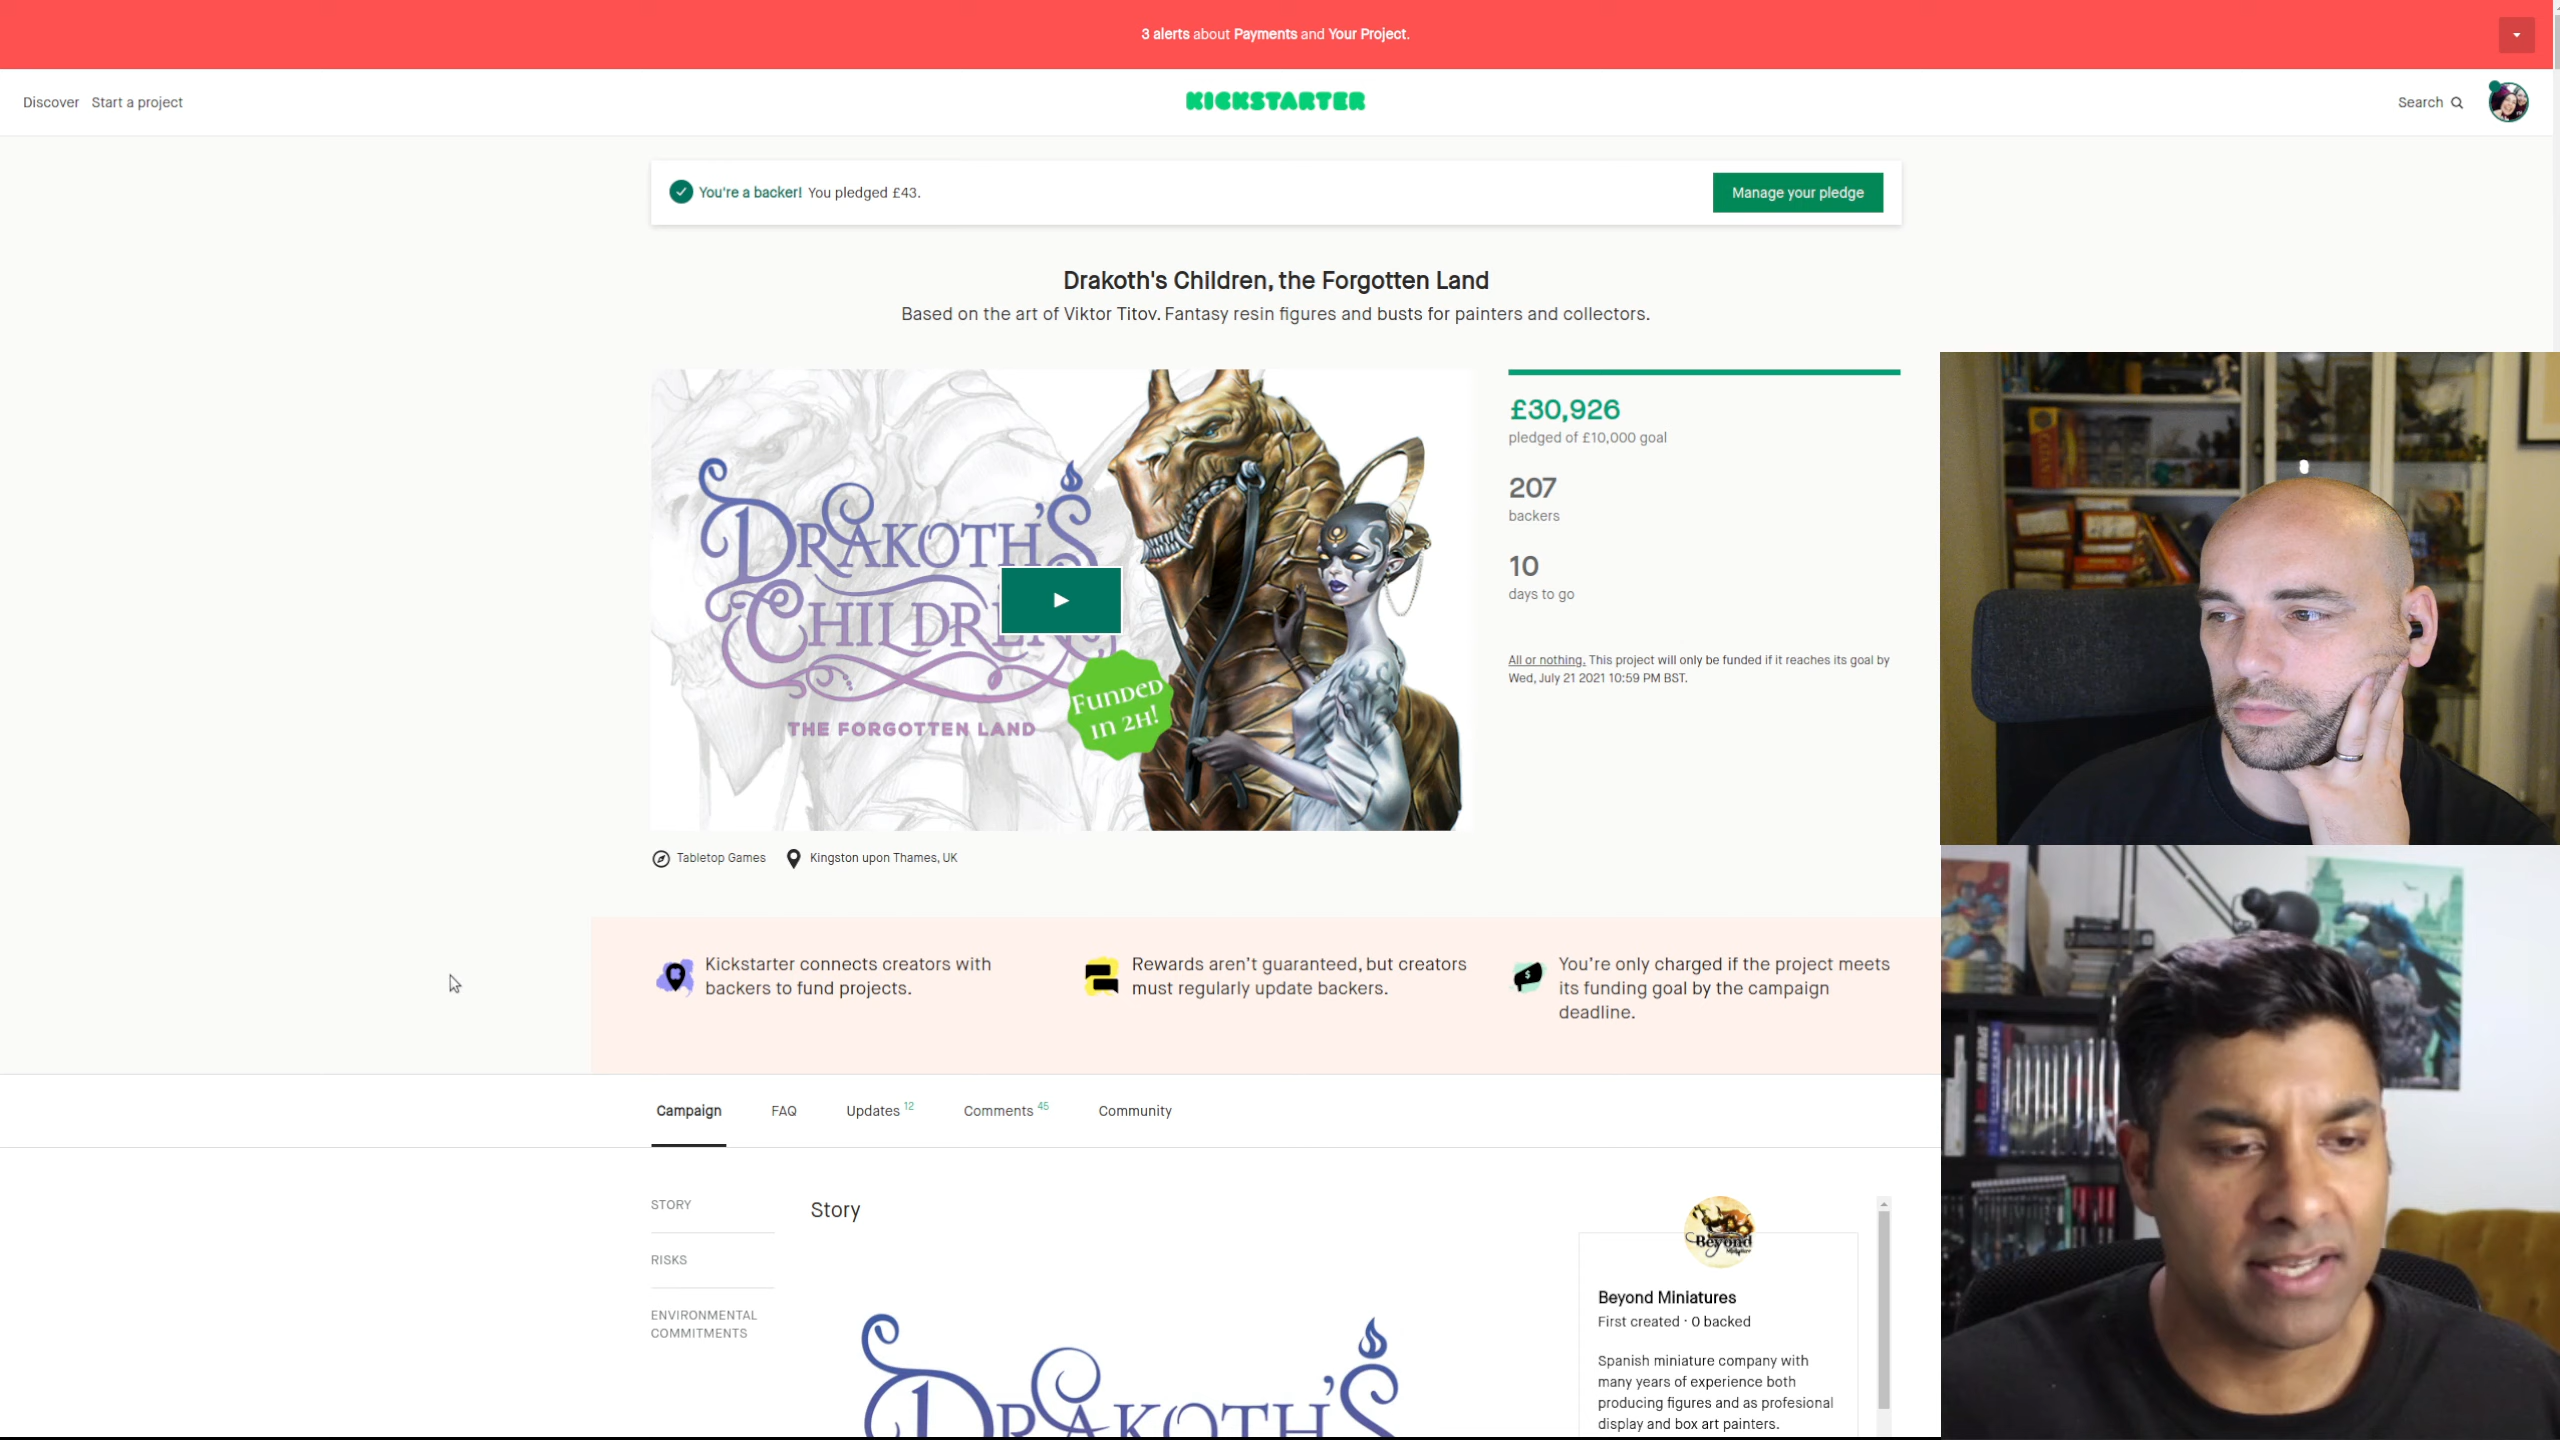 3 alerts about Payments and Your Project.
Discover Start a project
KICKSTARTER
Search
You're a backer! You pledged £43.
Manage your pledge
Drakoth's Children, the Forgotten Land
Based on the art of Viktor Titov. Fantasy resin figures and busts for painters and collectors.
DRAKOTH'S
THE FORGOTTEN LAND
FUNDED
IN 2H!
£30,926
pledged of £10,000 goal
207
backers
10
days to go
All or nothing. This project will only be funded if it reaches its goal by
Wed, July 21 2021 10:59 PM BST.
Tabletop Games Kingston upon Thames, UK
Kickstarter connects creators with
backers to fund projects.
Rewards aren't guaranteed, but creators
must regularly update backers.
You're only charged if the project meets
its funding goal by the campaign
deadline.
Campaign FAQ Updates 12 Comments 45 Community
STORY
RISKS
ENVIRONMENTAL
COMMITMENTS
Story
DRAKOTH'S
Beyond
Beyond Miniatures
First created · 0 backed
Spanish miniature company with
many years of experience both
producing figures and as profesional
display and box art painters.